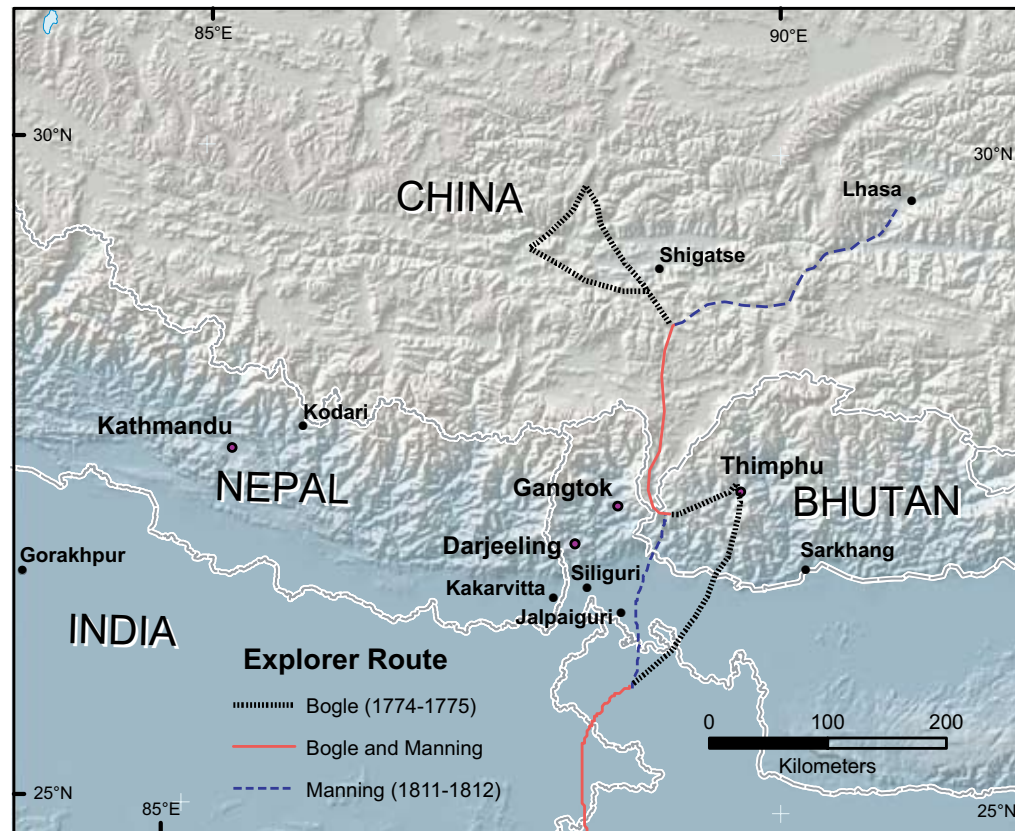 85°E
90°E
30°N
30°N
CHINA
Lhasa
Shigatse
Kodari
Kathmandu
NEPAL
Thimphu
Gangtok
BHUTAN
Darjeeling
Sarkhang
Gorakhpur
Siliguri
Kakarvitta
Jalpaiguri
INDIA
Explorer Route
Bogle (1774-1775)
Bogle and Manning
Manning (1811-1812)
0 100 200
Kilometers
25°N
85°E
25°N